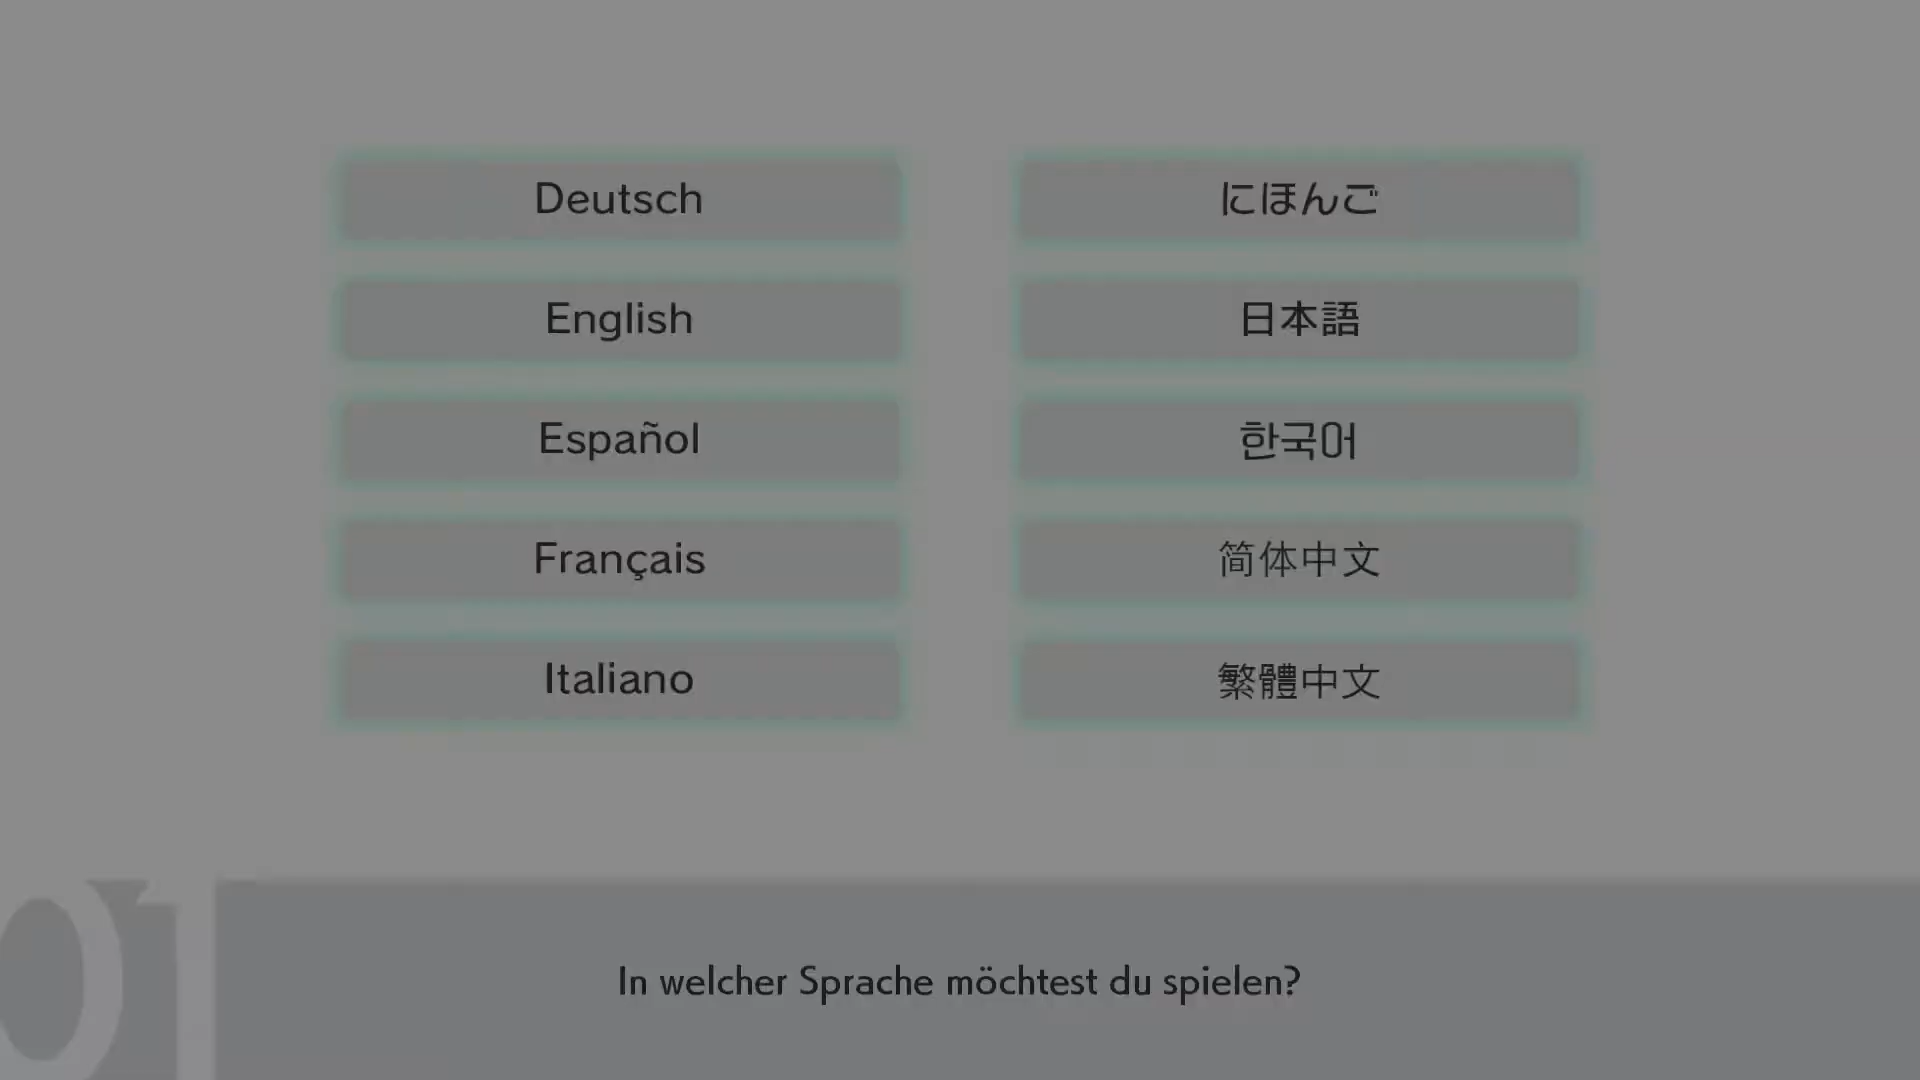 Deutsch
English
Español
Français
Italiano
にほんご
日本語
한국어
简体中文
繁體中文
01
In welcher Sprache möchtest du spielen?